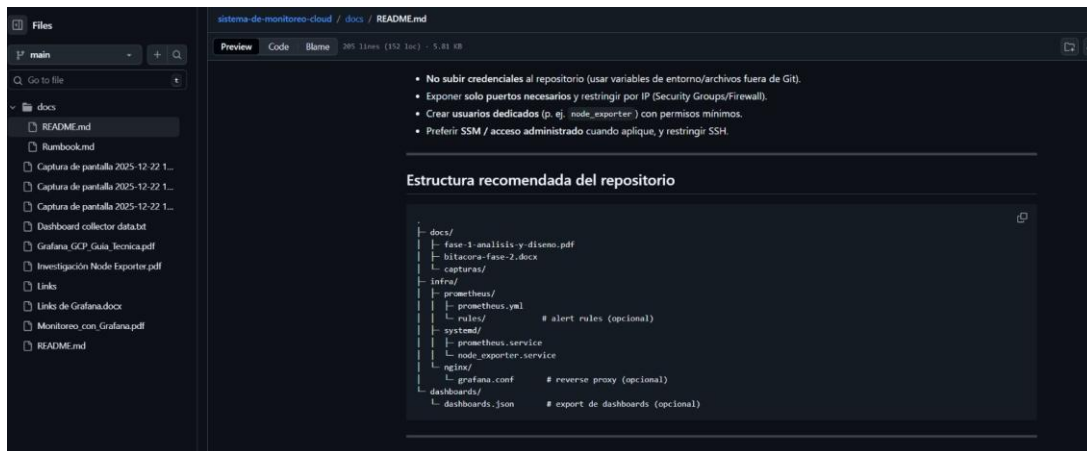 Files
main
Go to file
t
docs
README.md
Rumbook.md
Captura de pantalla 2025-12-22 1...
Captura de pantalla 2025-12-22 1...
Captura de pantalla 2025-12-22 1...
Dashboard collector data.txt
Grafana_GCP_Guia_Tecnica.pdf
Investigación Node Exporter.pdf
Links
Links de Grafana.docx
Monitoreo_con_Grafana.pdf
README.md
sistema-de-monitoreo-cloud / docs / README.md
Preview Code Blame 205 lines (152 loc) · 5.81 KB
• No subir credenciales al repositorio (usar variables de entorno/archivos fuera de Git).
• Exponer solo puertos necesarios y restringir por IP (Security Groups/Firewall).
• Crear usuarios dedicados (p. ej. node_exporter) con permisos mínimos.
• Preferir SSM / acceso administrado cuando aplique, y restringir SSH.
Estructura recomendada del repositorio
.
├─ docs/
│ ├─ fase-1-analisis-y-diseno.pdf
│ ├─ bitacora-fase-2.docx
│ └─ capturas/
├─ infra/
│ ├─ prometheus/
│ │ ├─ prometheus.yml
│ │ └─ rules/ # alert rules (opcional)
│ ├─ systemd/
│ │ ├─ prometheus.service
│ │ └─ node_exporter.service
│ └─ nginx/
│ └─ grafana.conf # reverse proxy (opcional)
└─ dashboards/
└─ dashboards.json # export de dashboards (opcional)